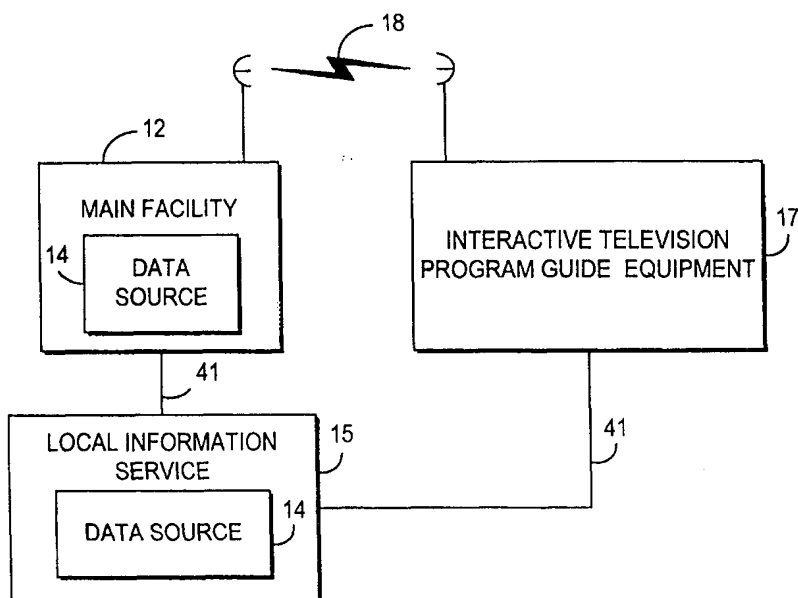 18
12
MAIN FACILITY
14
DATA
SOURCE
17
INTERACTIVE TELEVISION
PROGRAM GUIDE EQUIPMENT
41
15
LOCAL INFORMATION
SERVICE
41
DATA SOURCE
14